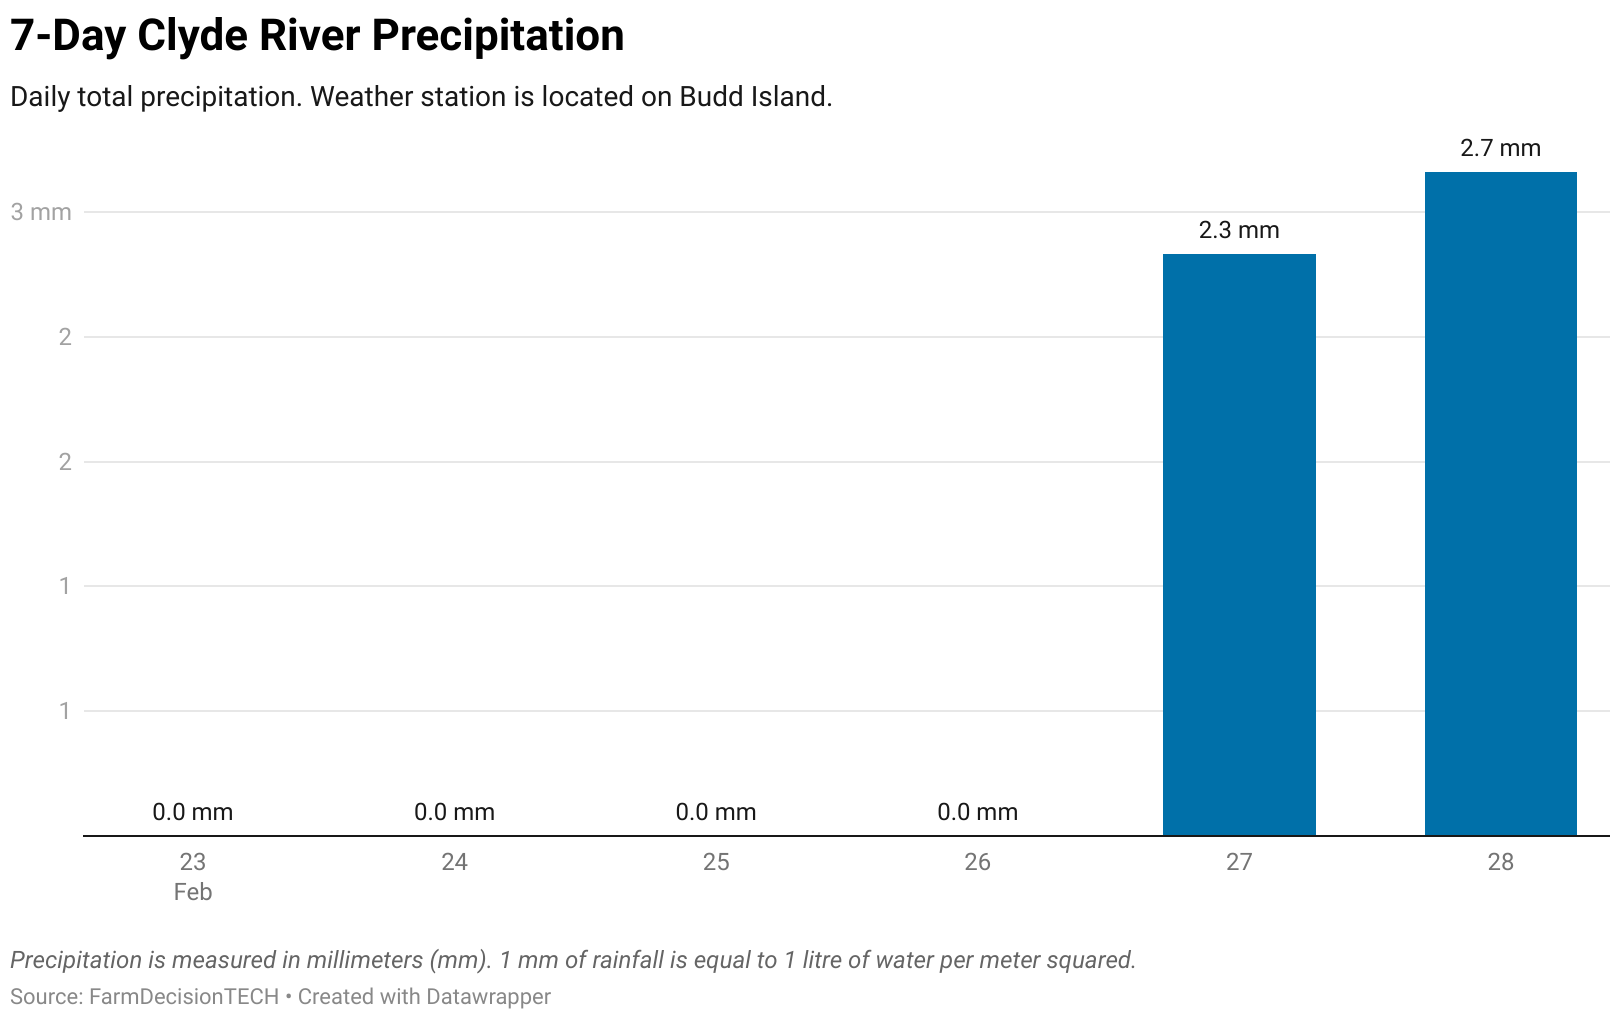 7-Day Clyde River Precipitation
Daily total precipitation. Weather station is located on Budd Island.
2.7 mm
3 mm
2.3 mm
2
2
1
1
0.0 mm 0.0 mm 0.0 mm 0.0 mm
23 24 25 26 27 28
Feb
Precipitation is measured in millimeters (mm). 1 mm of rainfall is equal to 1 litre of water per meter squared.
Source: FarmDecisionTECH • Created with Datawrapper